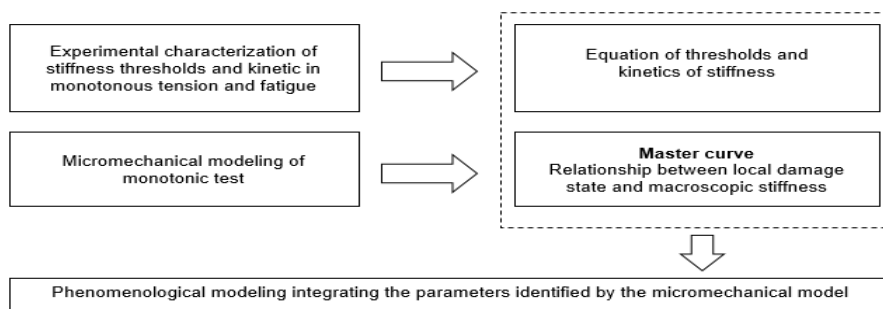 Experimental characterization of
stiffness thresholds and kinetic in
monotonous tension and fatigue
Equation of thresholds and
kinetics of stiffness
Micromechanical modeling of
monotonic test
Master curve
Relationship between local damage
state and macroscopic stiffness
Phenomenological modeling integrating the parameters identified by the micromechanical model